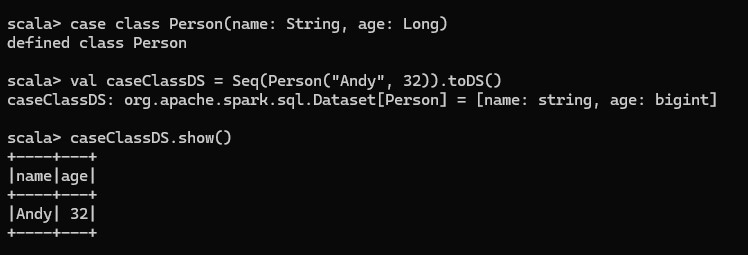 scala> case class Person(name: String, age: Long)
defined class Person
scala> val caseClassDS = Seq(Person("Andy", 32)).toDS()
caseClassDS: org.apache.spark.sql.Dataset[Person] = [name: string, age: bigint]
scala> caseClassDS.show()
+----+---+
|name|age|
+----+---+
|Andy| 32|
+----+---+